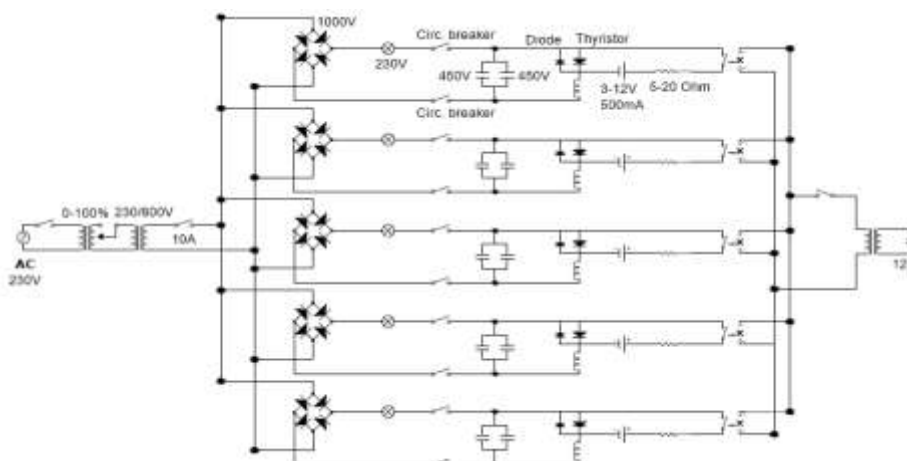 1000V
Circ. breaker
230V
450V
450V
Diode
Thyristor
3-12V
500mA
5-20 Ohm
Circ. breaker
0-100%
230/800V
10A
AC
230V
12